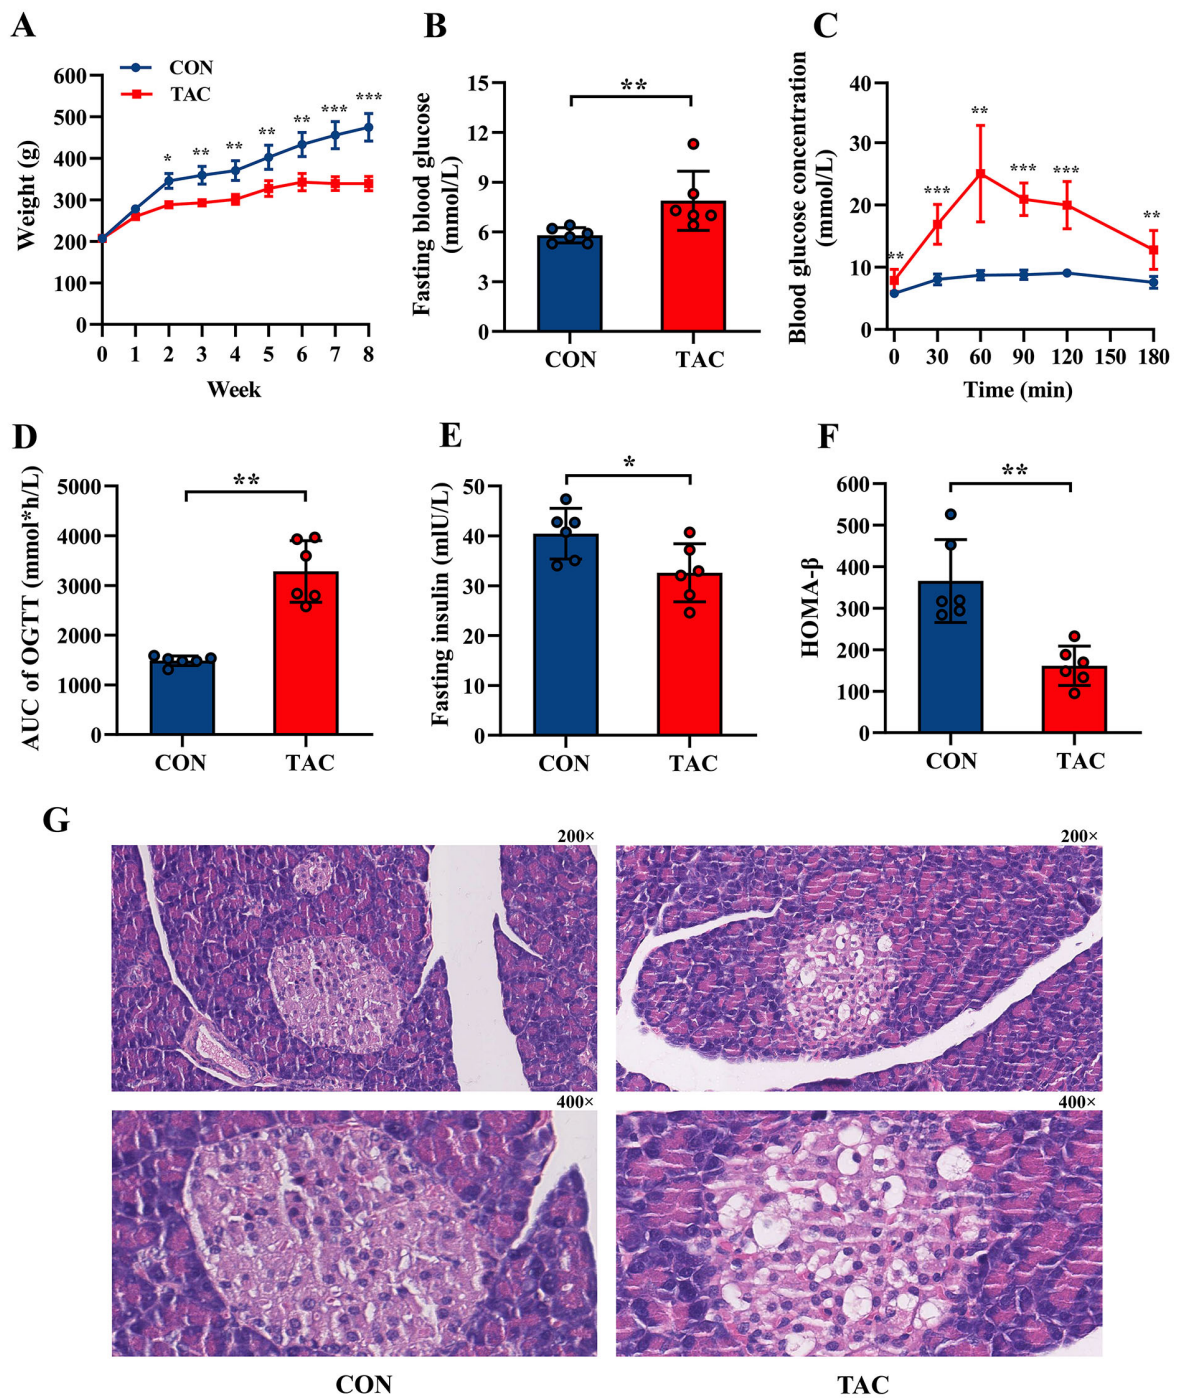 A
CON
TAC
Weight (g)
600
500
400
300
200
100
0
* ** ** ** ** *** ***
0 1 2 3 4 5 6 7 8
Week
B
Fasting blood glucose
(mmol/L)
15
12
9
6
3
0
**
CON TAC
C
Blood glucose concentration
(mmol/L)
40
30
20
10
0
** *** ** *** *** **
0 30 60 90 120 150 180
Time (min)
D
AUC of OGTT (mmol*h/L)
5000
4000
3000
2000
1000
0
**
CON TAC
E
Fasting insulin (mIU/L)
50
40
30
20
10
0
*
CON TAC
F
HOMA-β
600
500
400
300
200
100
0
**
CON TAC
G
200×
200×
400×
400×
CON TAC